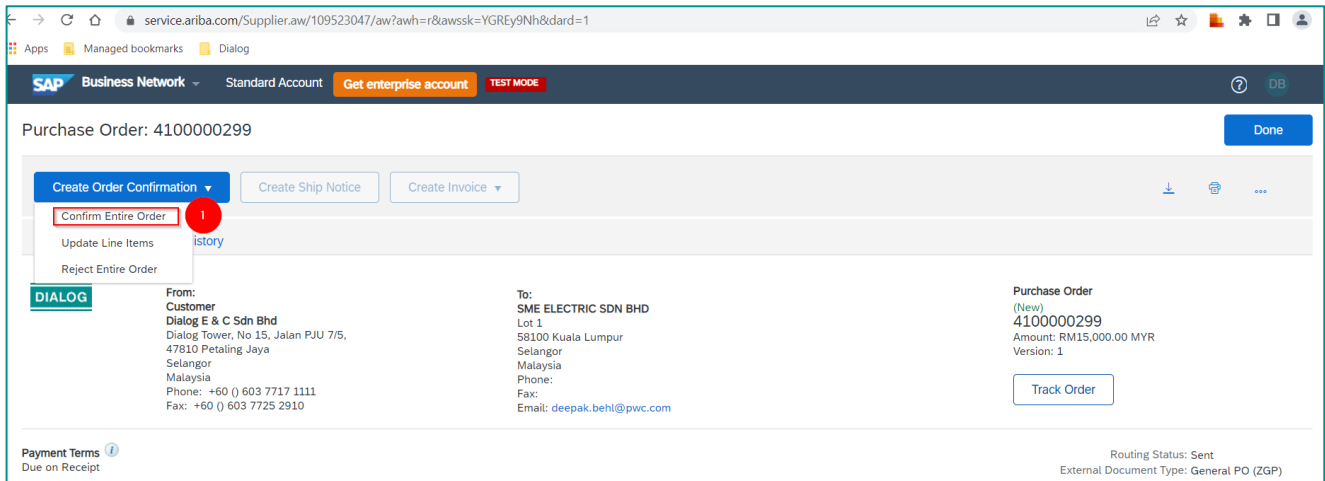 service.ariba.com/Supplier.aw/109523047/aw?awh=r&awssk=YGREy9Nh&dard=1
Apps Managed bookmarks Dialog
SAP Business Network Standard Account Get enterprise account TEST MODE DB
Purchase Order: 4100000299 Done
Create Order Confirmation Create Ship Notice Create Invoice
Confirm Entire Order 1
Update Line Items istory
Reject Entire Order
DIALOG
From:
Customer
Dialog E & C Sdn Bhd
Dialog Tower, No 15, Jalan PJU 7/5,
47810 Petaling Jaya
Selangor
Malaysia
Phone: +60 () 603 7717 1111
Fax: +60 () 603 7725 2910
To:
SME ELECTRIC SDN BHD
Lot 1
58100 Kuala Lumpur
Selangor
Malaysia
Phone:
Fax:
Email: deepak.behl@pwc.com
Purchase Order
(New)
4100000299
Amount: RM15,000.00 MYR
Version: 1
Track Order
Payment Terms i
Due on Receipt
Routing Status: Sent
External Document Type: General PO (ZGP)